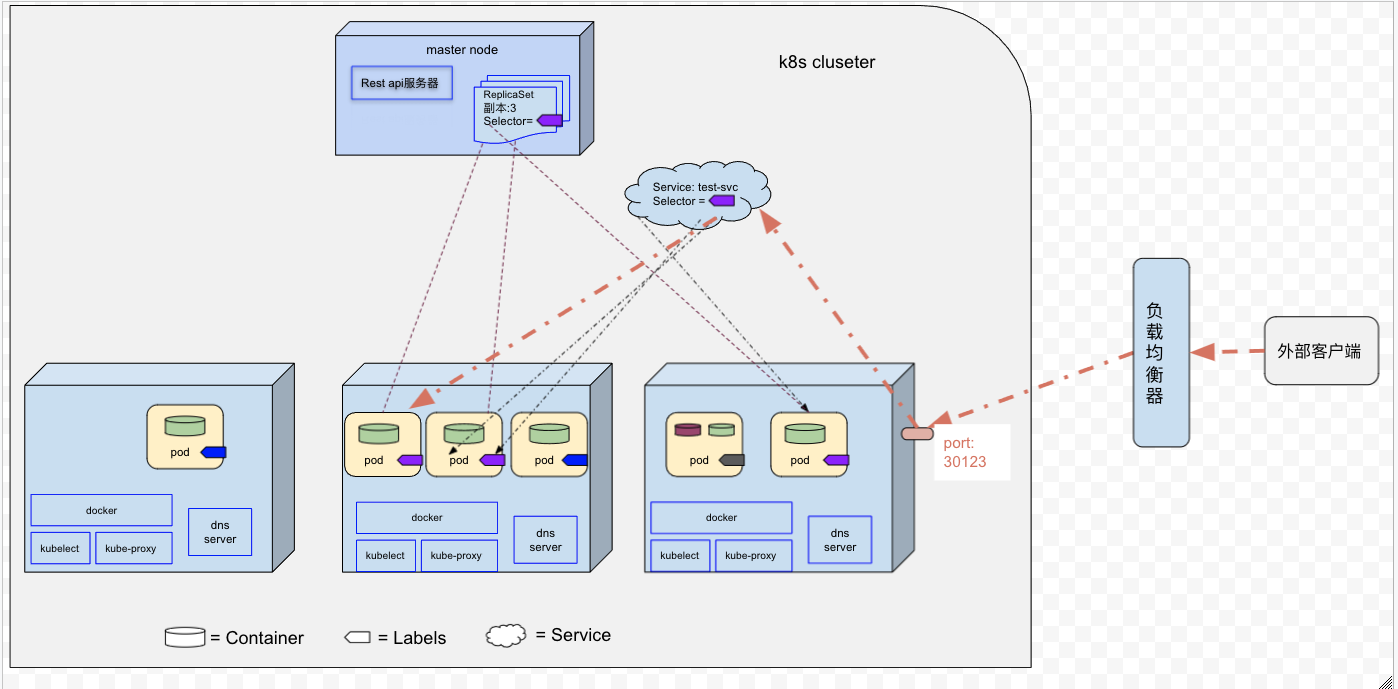 master node
k8s cluseter
Rest api服务器
ReplicaSet
副本:3
Selector=
Service: test-svc
Selector =
负
载
均
衡
器
外部客户端
port:
30123
pod
docker
kubelect
kube-proxy
dns
server
pod
pod
pod
docker
kubelect
kube-proxy
dns
server
pod
pod
docker
kubelect
kube-proxy
dns
server
= Container
= Labels
= Service